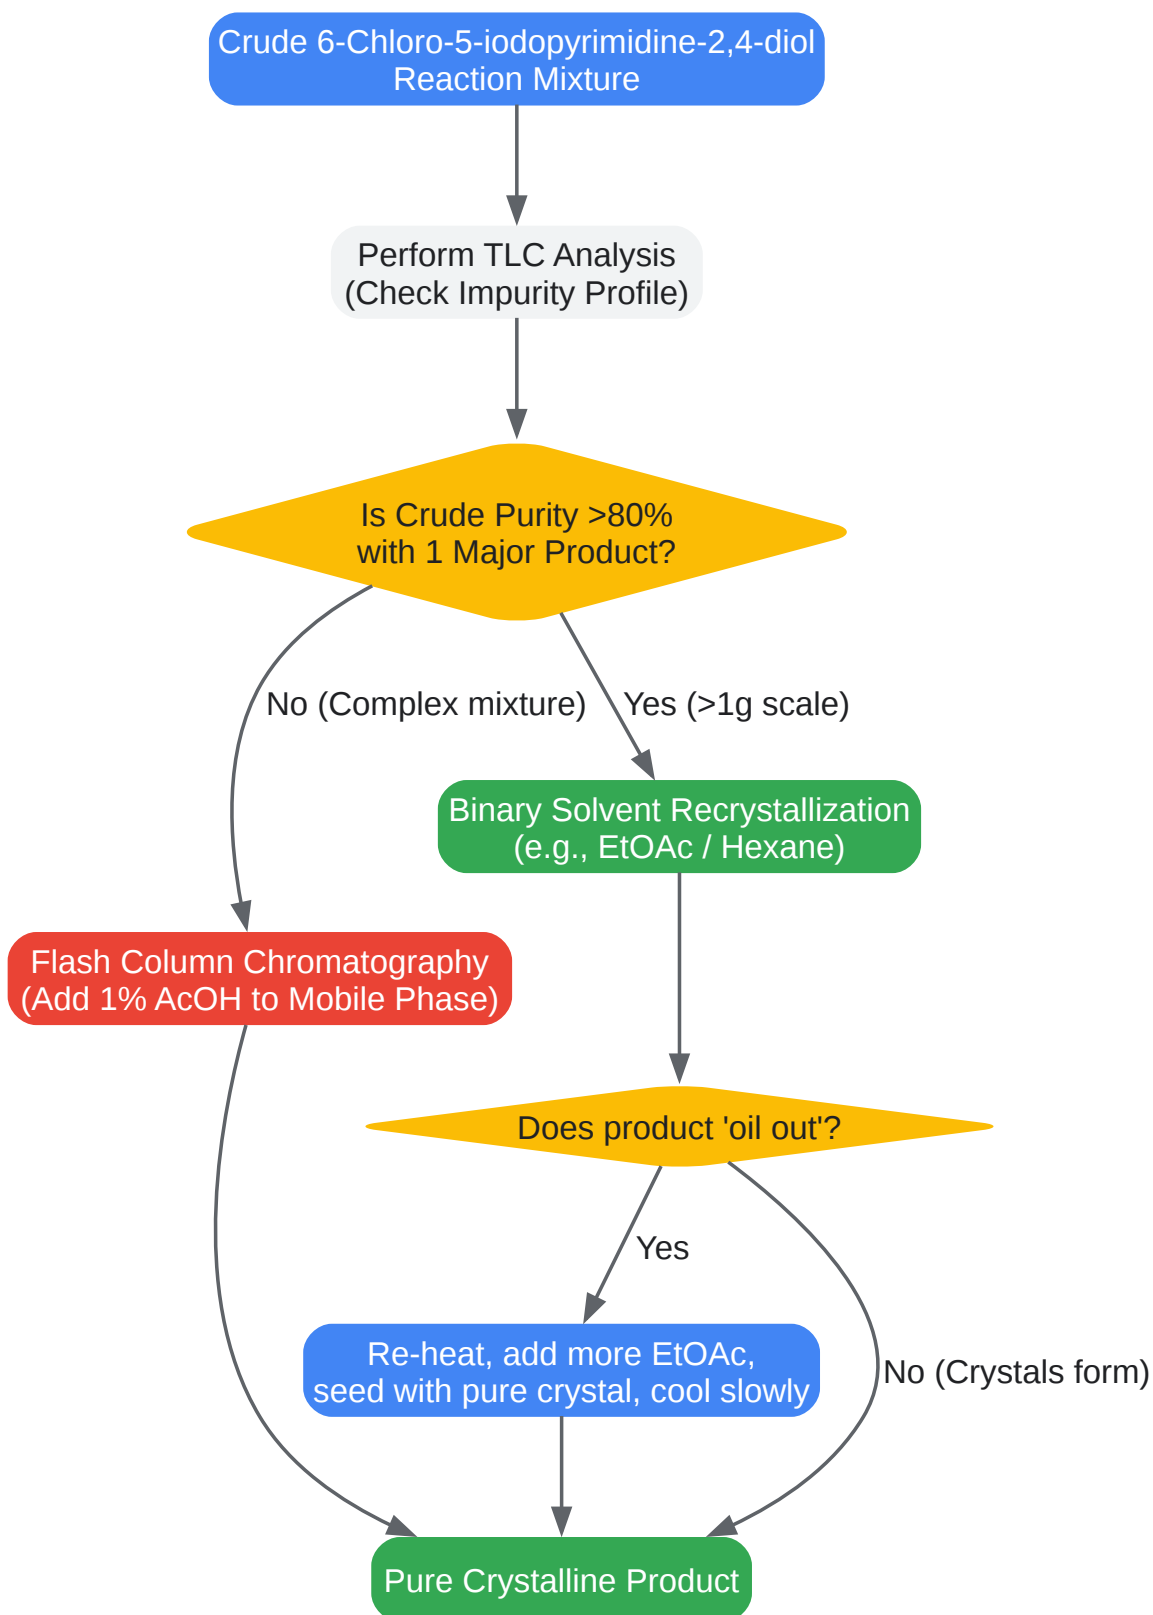 Crude 6-Chloro-5-iodopyrimidine-2,4-diol
Reaction Mixture
Perform TLC Analysis
(Check Impurity Profile)
Is Crude Purity >80%
with 1 Major Product?
No (Complex mixture)
Yes (>1g scale)
Binary Solvent Recrystallization
(e.g., EtOAc / Hexane)
Flash Column Chromatography
(Add 1% AcOH to Mobile Phase)
Does product 'oil out'?
Yes
Re-heat, add more EtOAc,
seed with pure crystal, cool slowly
No (Crystals form)
Pure Crystalline Product